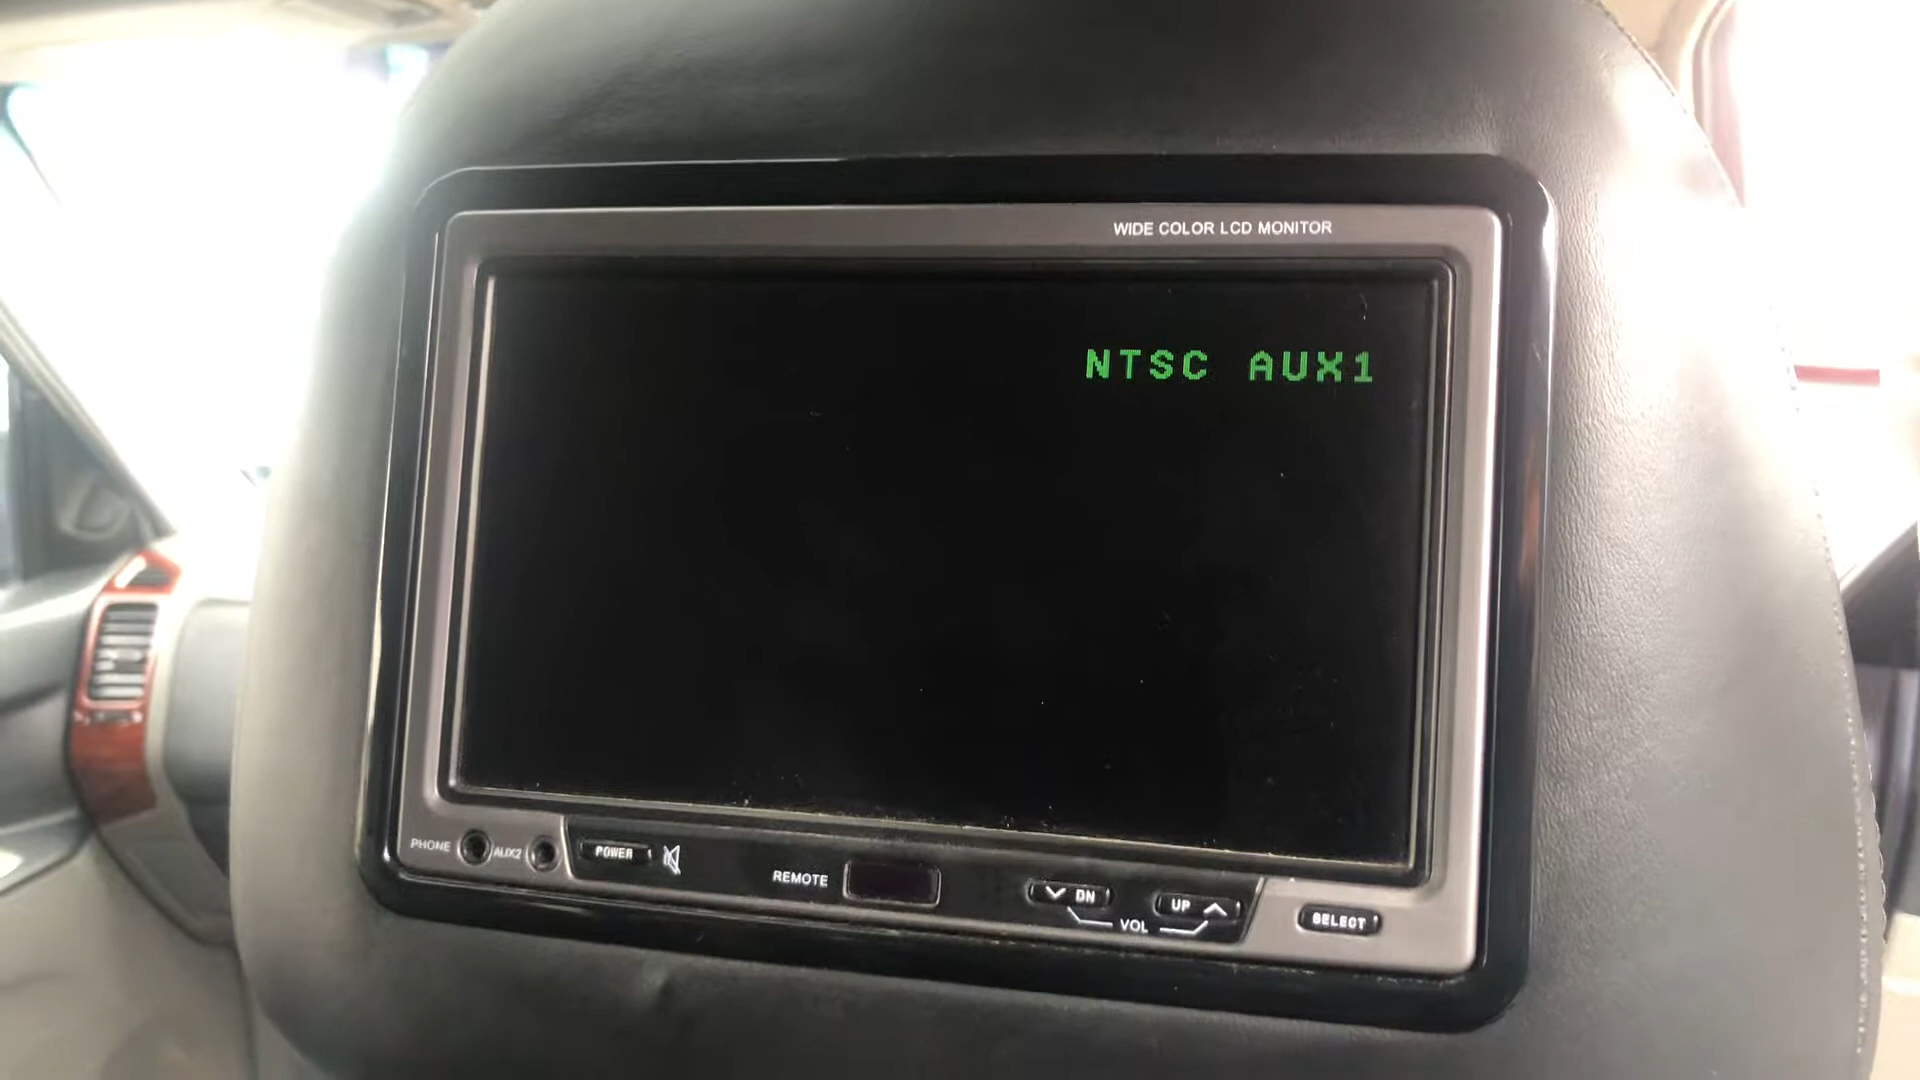 WIDE COLOR LCD MONITOR
NTSC AUX1
PHONE AUX2 POWER
REMOTE
DN UP
VOL
SELECT